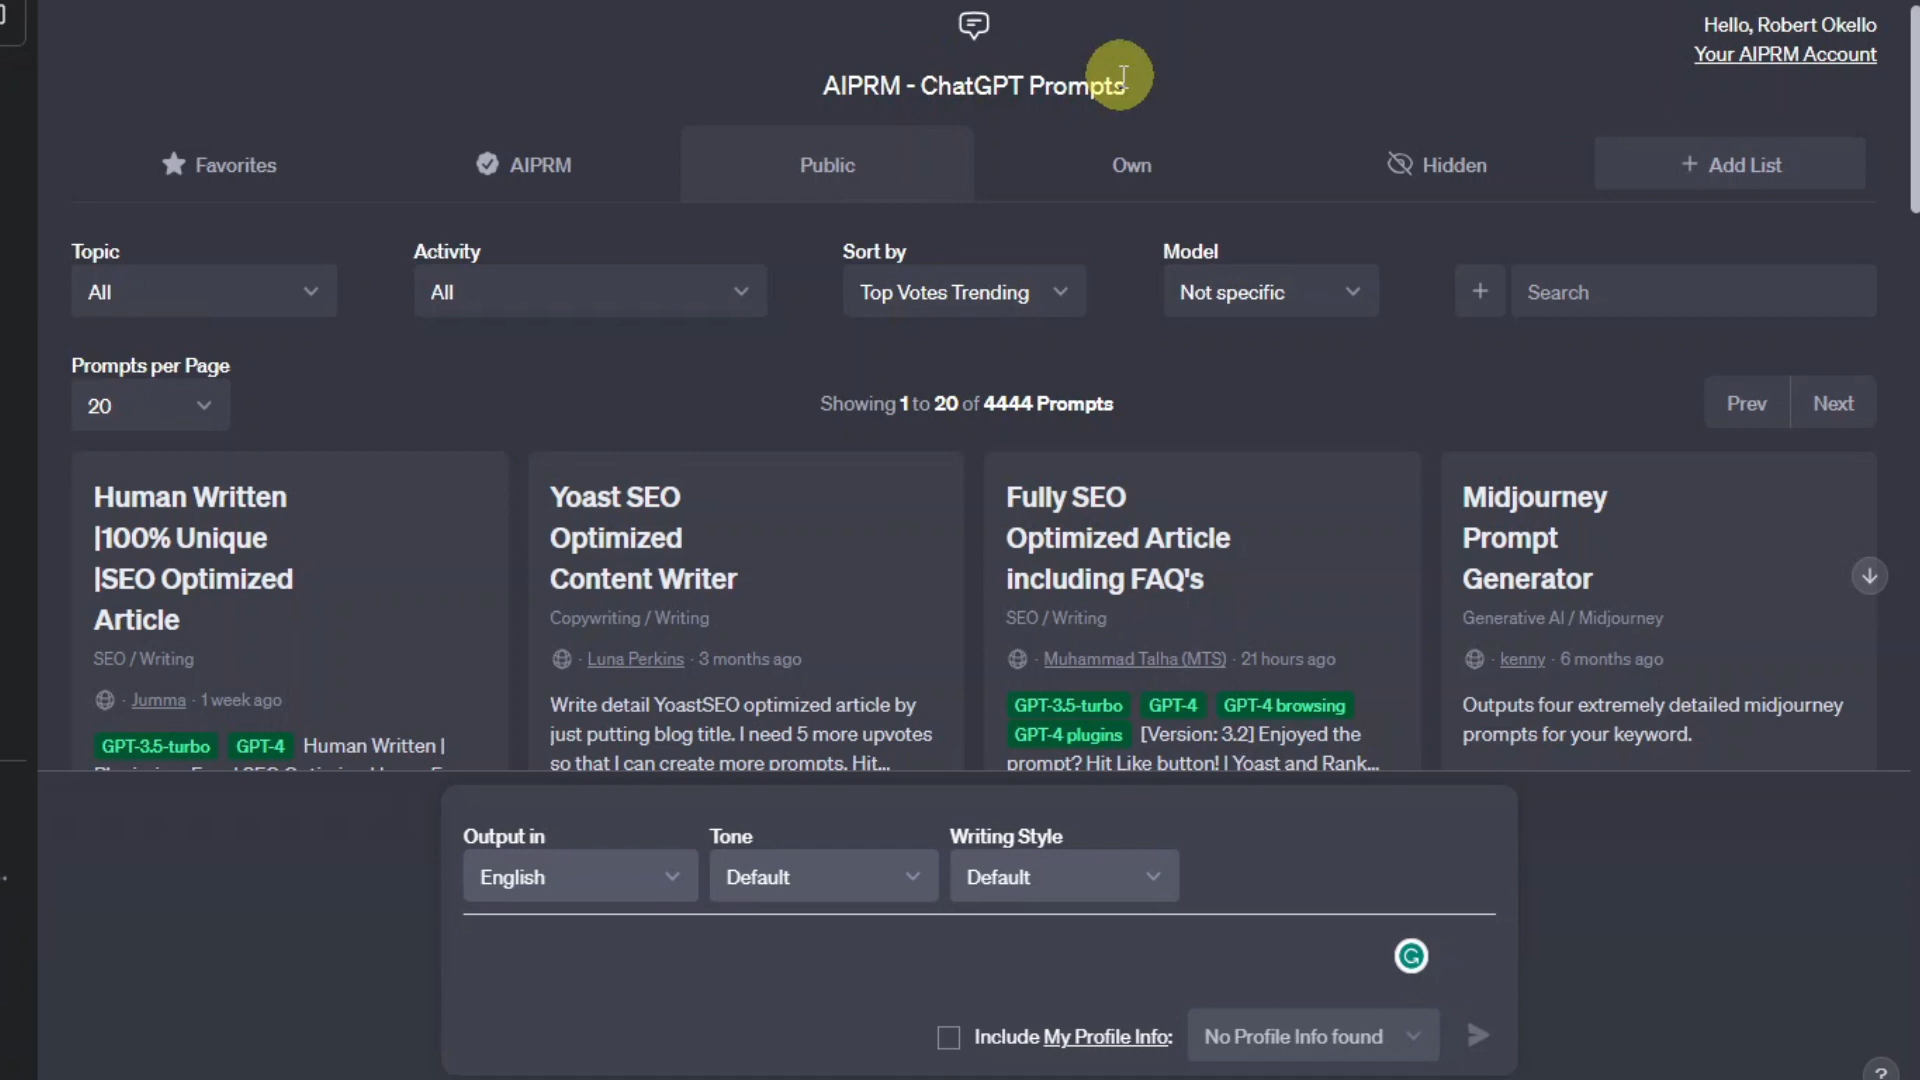 Hello, Robert Okello
Your AIPRM Account
AIPRM - ChatGPT Prompts
Favorites
AIPRM
Public
Own
Hidden
+ Add List
Topic
Activity
Sort by
Model
All
All
Top Votes Trending
Not specific
+
Search
Prompts per Page
20
Showing 1 to 20 of 4444 Prompts
Prev
Next
Human Written
|100% Unique
|SEO Optimized
Article
SEO / Writing
· Jumma · 1 week ago
GPT-3.5-turbo GPT-4 Human Written |
Yoast SEO
Optimized
Content Writer
Copywriting / Writing
· Luna Perkins · 3 months ago
Write detail YoastSEO optimized article by
just putting blog title. I need 5 more upvotes
so that I can create more prompts. Hit...
Fully SEO
Optimized Article
including FAQ's
SEO / Writing
· Muhammad Talha (MTS) · 21 hours ago
GPT-3.5-turbo GPT-4 GPT-4 browsing
GPT-4 plugins [Version: 3.2] Enjoyed the
prompt? Hit Like button! | Yoast and Rank...
Midjourney
Prompt
Generator
Generative AI / Midjourney
· kenny · 6 months ago
Outputs four extremely detailed midjourney
prompts for your keyword.
Output in
Tone
Writing Style
English
Default
Default
Include My Profile Info:
No Profile Info found
?